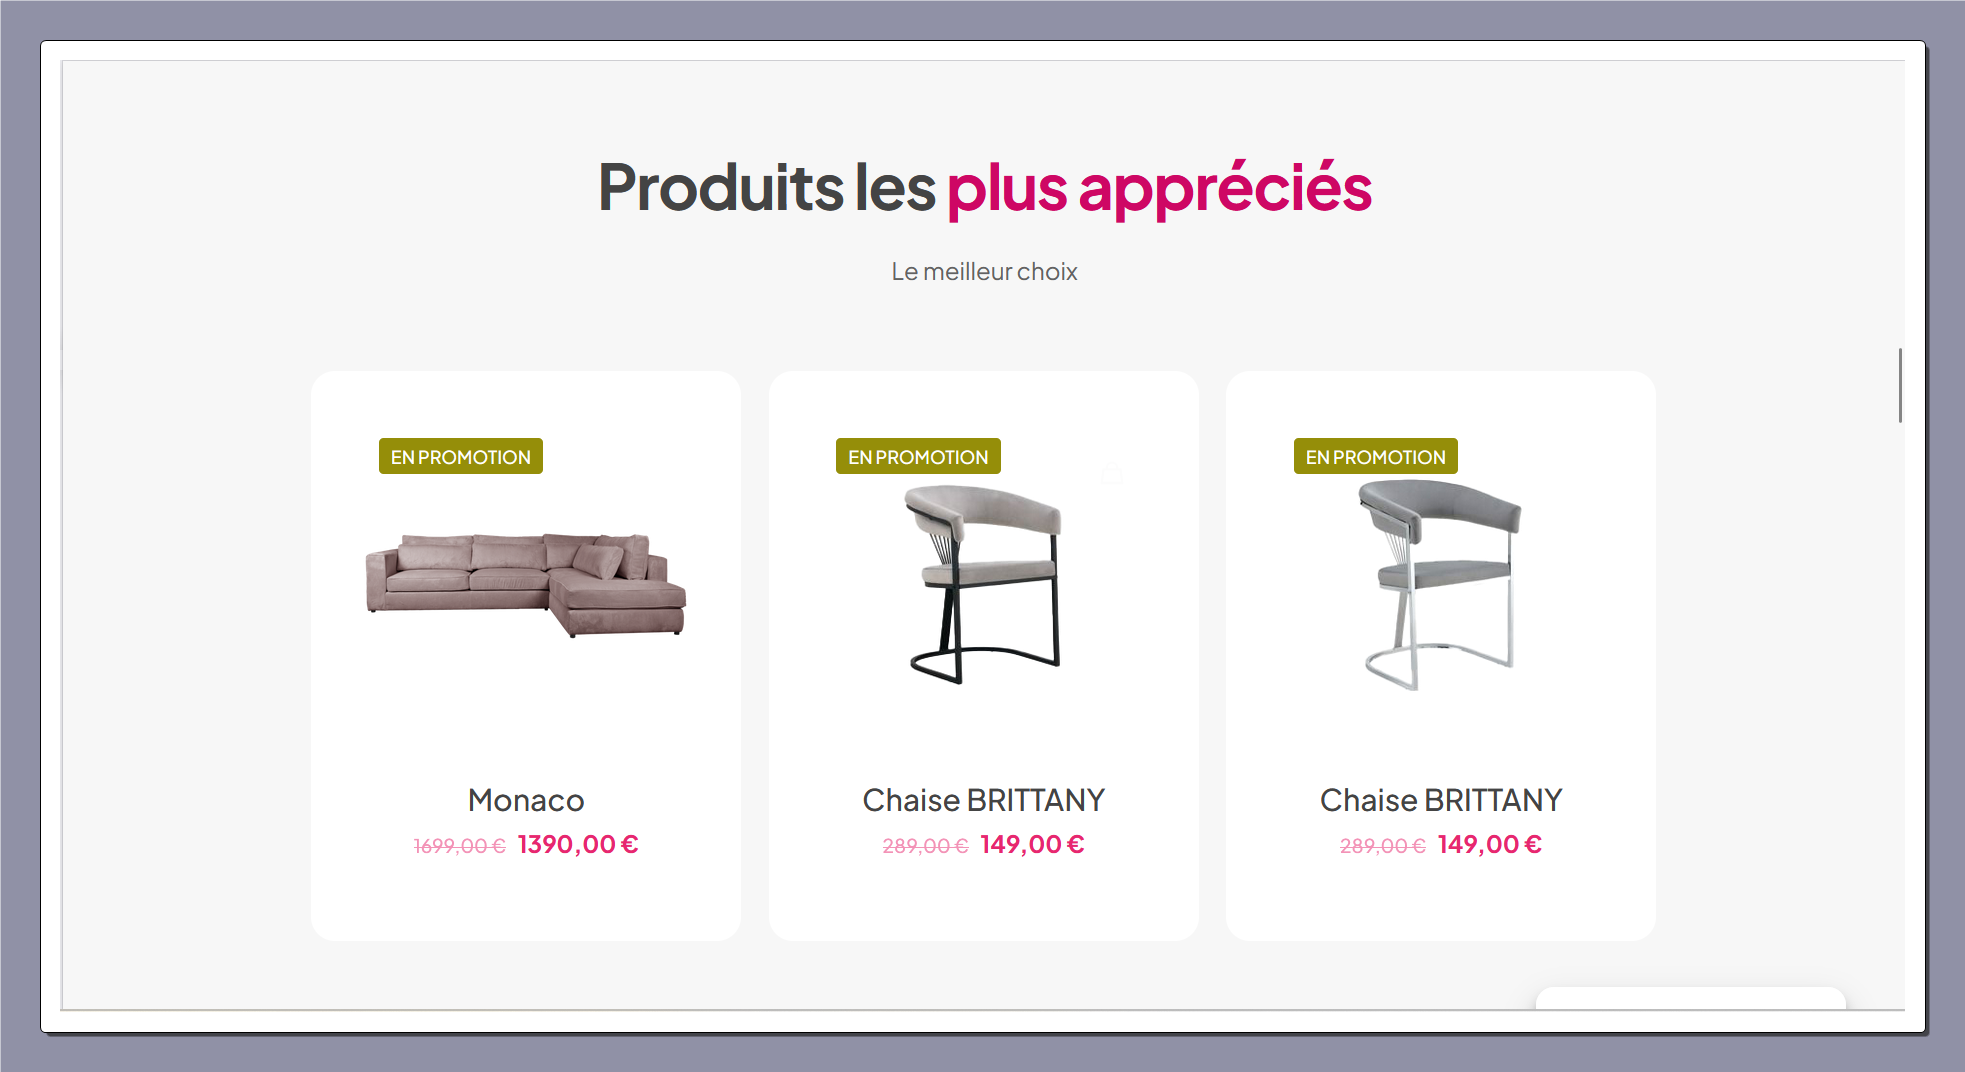 Produits les plus appréciés
Le meilleur choix
EN PROMOTION
Monaco
1699,00 € 1390,00 €
EN PROMOTION
Chaise BRITTANY
289,00 € 149,00 €
EN PROMOTION
Chaise BRITTANY
289,00 € 149,00 €